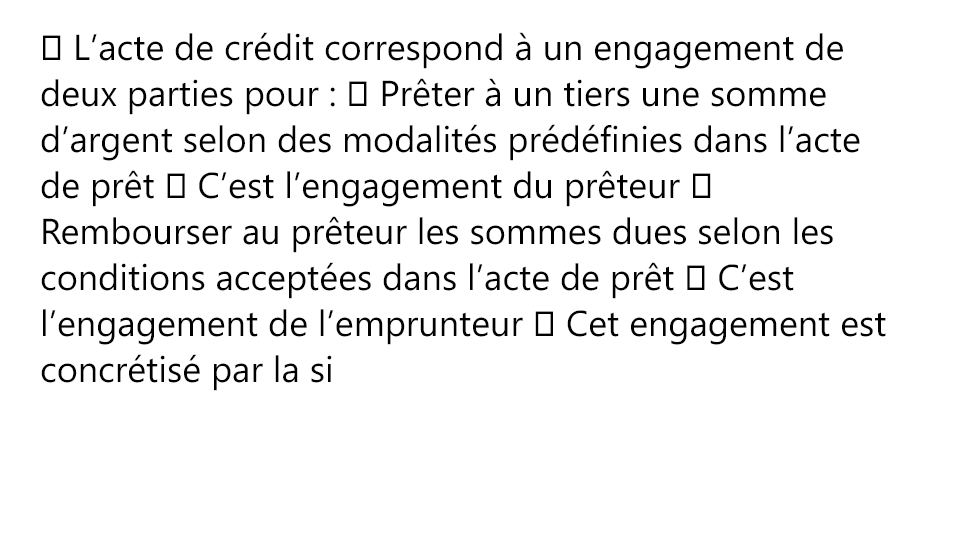 ▯ L’acte de crédit correspond à un engagement de
deux parties pour : ▯ Prêter à un tiers une somme
d’argent selon des modalités prédéfinies dans l’acte
de prêt ▯ C’est l’engagement du prêteur ▯
Rembourser au prêteur les sommes dues selon les
conditions acceptées dans l’acte de prêt ▯ C’est
l’engagement de l’emprunteur ▯ Cet engagement est
concrétisé par la si